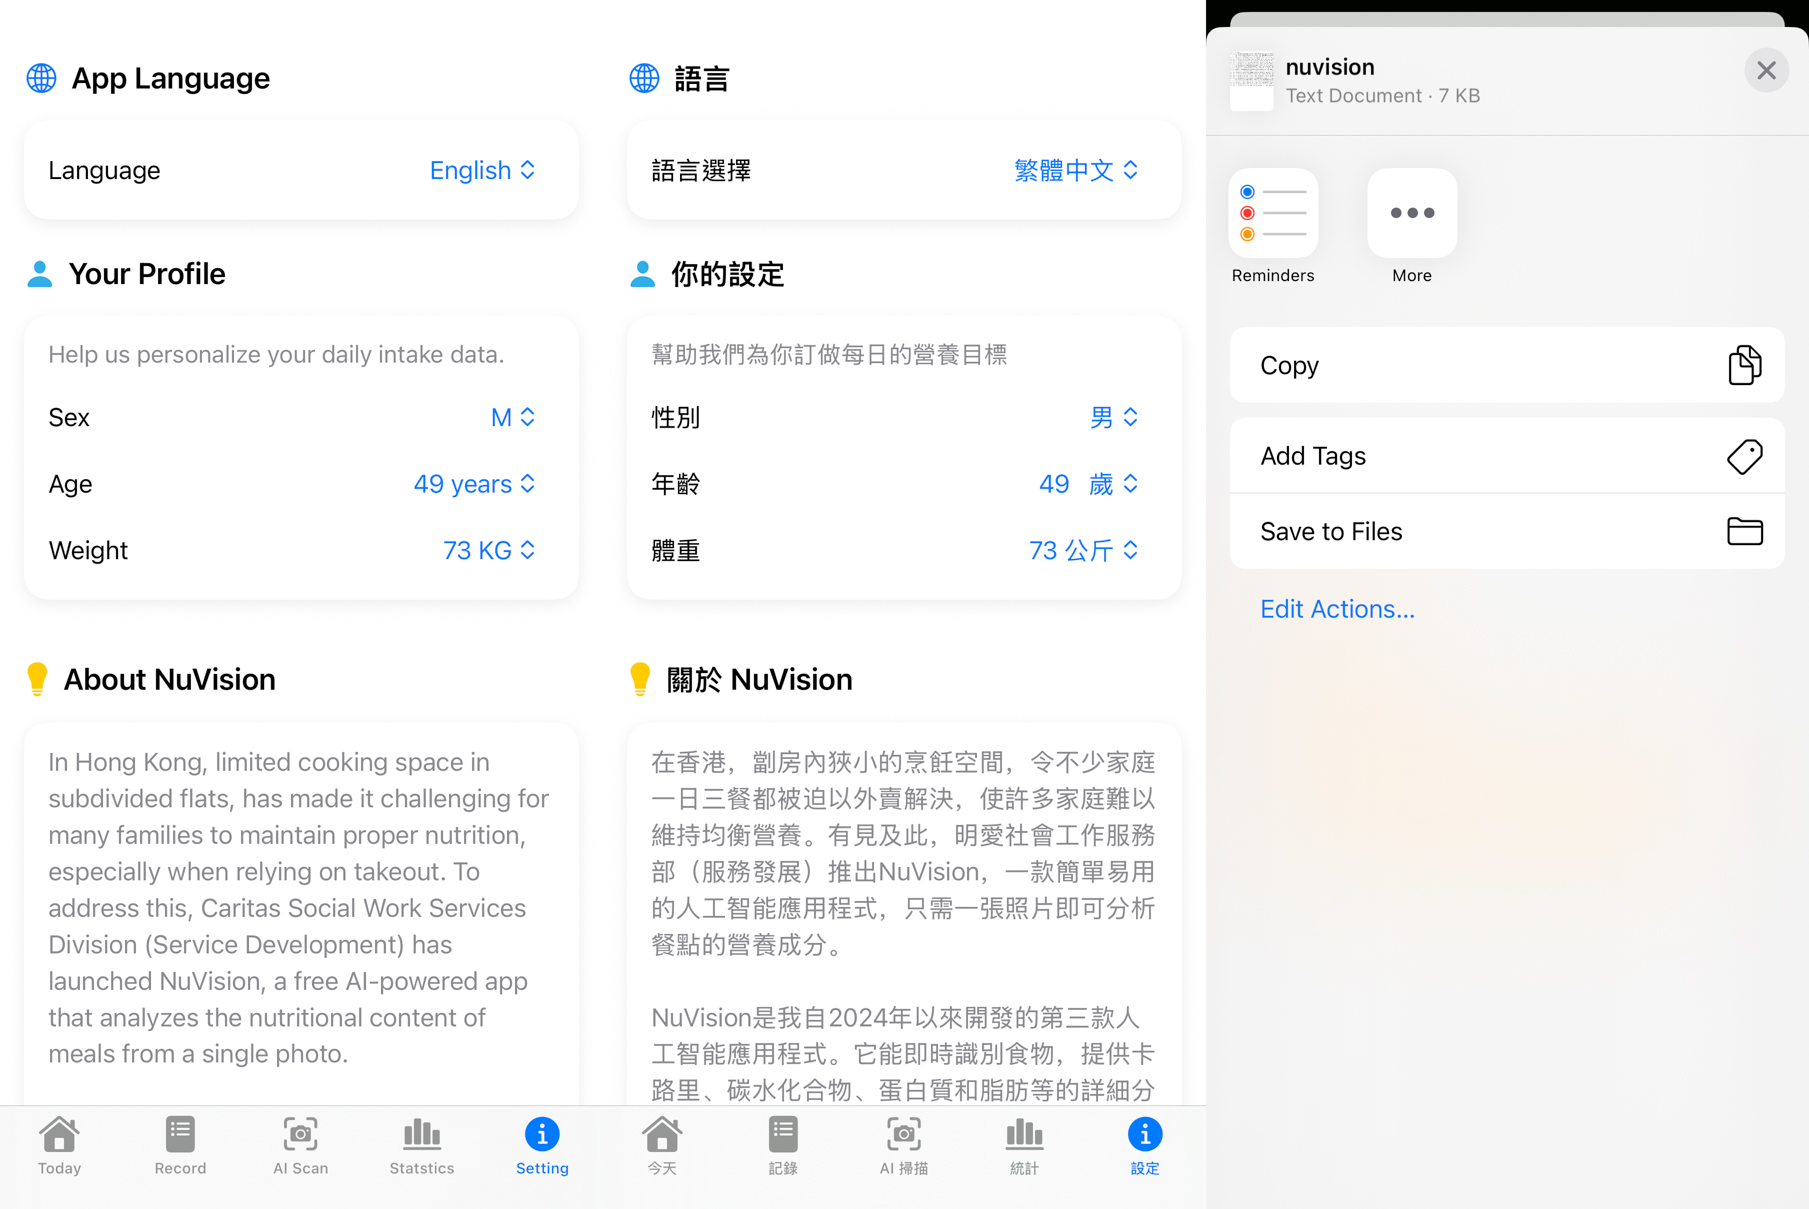 App Language
Language
English
Your Profile
Help us personalize your daily intake data.
Sex
M
Age
49 years
Weight
73 KG
About NuVision
In Hong Kong, limited cooking space in
subdivided flats, has made it challenging for
many families to maintain proper nutrition,
especially when relying on takeout. To
address this, Caritas Social Work Services
Division (Service Development) has
launched NuVision, a free AI-powered app
that analyzes the nutritional content of
meals from a single photo.
Today
Record
AI Scan
Statstics
Setting
語言
語言選擇
繁體中文
你的設定
幫助我們為你訂做每日的營養目標
性別
男
年齡
49 歲
體重
73 公斤
關於 NuVision
在香港，劏房內狹小的烹飪空間，令不少家庭
一日三餐都被迫以外賣解決，使許多家庭難以
維持均衡營養。有見及此，明愛社會工作服務
部（服務發展）推出NuVision，一款簡單易用
的人工智能應用程式，只需一張照片即可分析
餐點的營養成分。
NuVision是我自2024年以來開發的第三款人
工智能應用程式。它能即時識別食物，提供卡
路里、碳水化合物、蛋白質和脂肪等的詳細分
今天
記錄
AI 掃描
統計
設定
nuvision
Text Document · 7 KB
Reminders
More
Copy
Add Tags
Save to Files
Edit Actions...